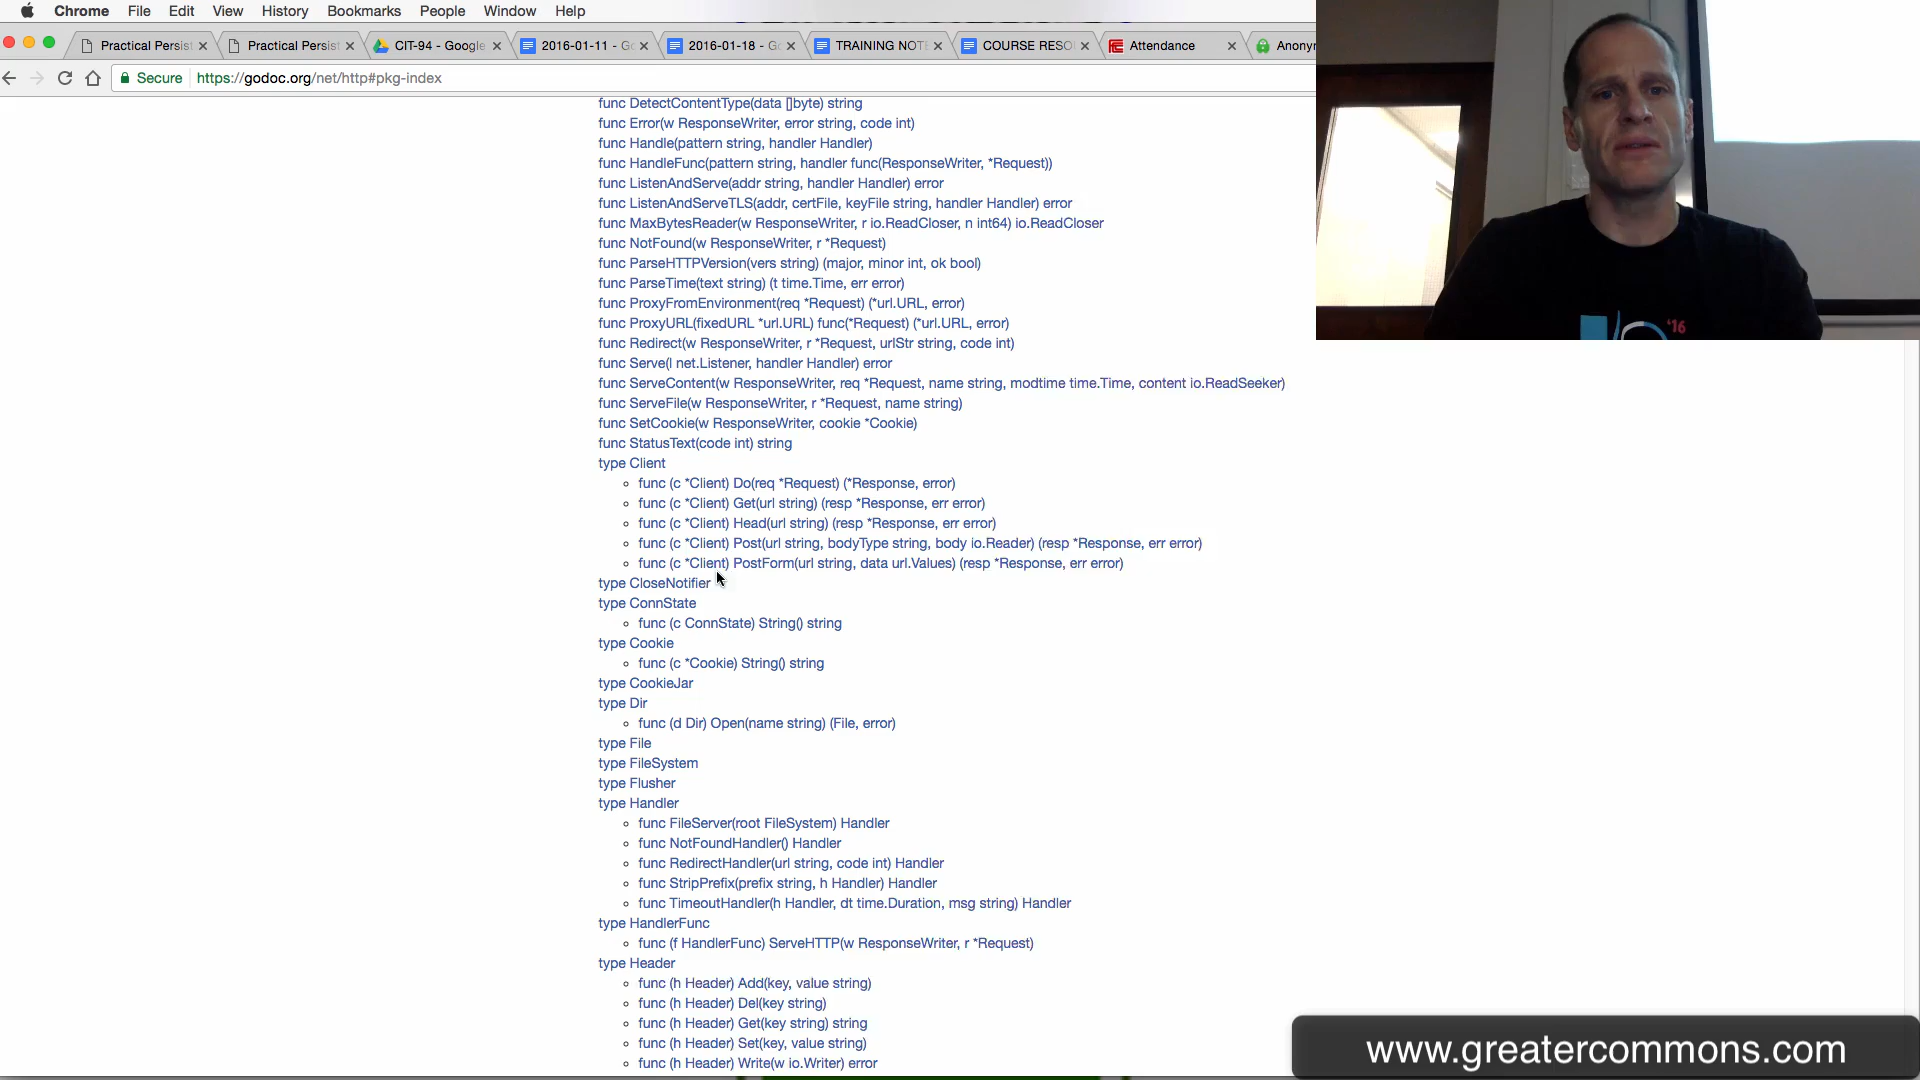 Chrome File Edit View History Bookmarks People Window Help
Practical Persist Practical Persist CIT-94 - Google 2016-01-11 - Go 2016-01-18 - Go TRAINING NOT COURSE RESO Attendance Anonym
Secure https://godoc.org/net/http#pkg-index
func DetectContentType(data []byte) string
func Error(w ResponseWriter, error string, code int)
func Handle(pattern string, handler Handler)
func HandleFunc(pattern string, handler func(ResponseWriter, *Request))
func ListenAndServe(addr string, handler Handler) error
func ListenAndServeTLS(addr, certFile, keyFile string, handler Handler) error
func MaxBytesReader(w ResponseWriter, r io.ReadCloser, n int64) io.ReadCloser
func NotFound(w ResponseWriter, r *Request)
func ParseHTTPVersion(vers string) (major, minor int, ok bool)
func ParseTime(text string) (t time.Time, err error)
func ProxyFromEnvironment(req *Request) (*url.URL, error)
func ProxyURL(fixedURL *url.URL) func(*Request) (*url.URL, error)
func Redirect(w ResponseWriter, r *Request, urlStr string, code int)
func Serve(l net.Listener, handler Handler) error
func ServeContent(w ResponseWriter, req *Request, name string, modtime time.Time, content io.ReadSeeker)
func ServeFile(w ResponseWriter, r *Request, name string)
func SetCookie(w ResponseWriter, cookie *Cookie)
func StatusText(code int) string
type Client
func (c *Client) Do(req *Request) (*Response, error)
func (c *Client) Get(url string) (resp *Response, err error)
func (c *Client) Head(url string) (resp *Response, err error)
func (c *Client) Post(url string, bodyType string, body io.Reader) (resp *Response, err error)
func (c *Client) PostForm(url string, data url.Values) (resp *Response, err error)
type CloseNotifier
type ConnState
func (c ConnState) String() string
type Cookie
func (c *Cookie) String() string
type CookieJar
type Dir
func (d Dir) Open(name string) (File, error)
type File
type FileSystem
type Flusher
type Handler
func FileServer(root FileSystem) Handler
func NotFoundHandler() Handler
func RedirectHandler(url string, code int) Handler
func StripPrefix(prefix string, h Handler) Handler
func TimeoutHandler(h Handler, dt time.Duration, msg string) Handler
type HandlerFunc
func (f HandlerFunc) ServeHTTP(w ResponseWriter, r *Request)
type Header
func (h Header) Add(key, value string)
func (h Header) Del(key string)
func (h Header) Get(key string) string
func (h Header) Set(key, value string)
func (h Header) Write(w io.Writer) error
I/O '16
www.greatercommons.com